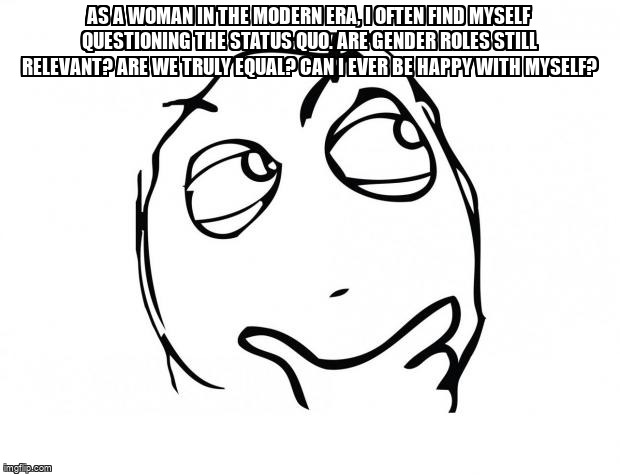 AS A WOMAN IN THE MODERN ERA, I OFTEN FIND MYSELF
QUESTIONING THE STATUS QUO. ARE GENDER ROLES STILL
RELEVANT? ARE WE TRULY EQUAL? CAN I EVER BE HAPPY WITH MYSELF?
imgflip.com